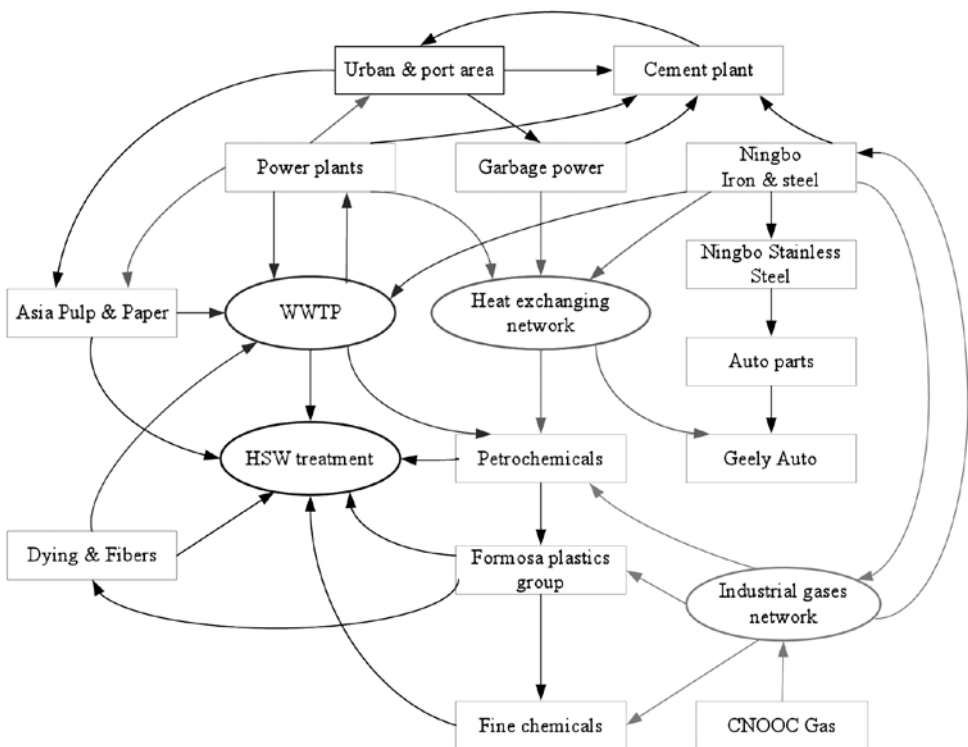 Urban & port area
Cement plant
Power plants
Garbage power
Ningbo
Iron & steel
Ningbo Stainless
Steel
Asia Pulp & Paper
WWTP
Heat exchanging
network
Auto parts
HSW treatment
Petrochemicals
Geely Auto
Dying & Fibers
Formosa plastics
group
Industrial gases
network
Fine chemicals
CNOOC Gas